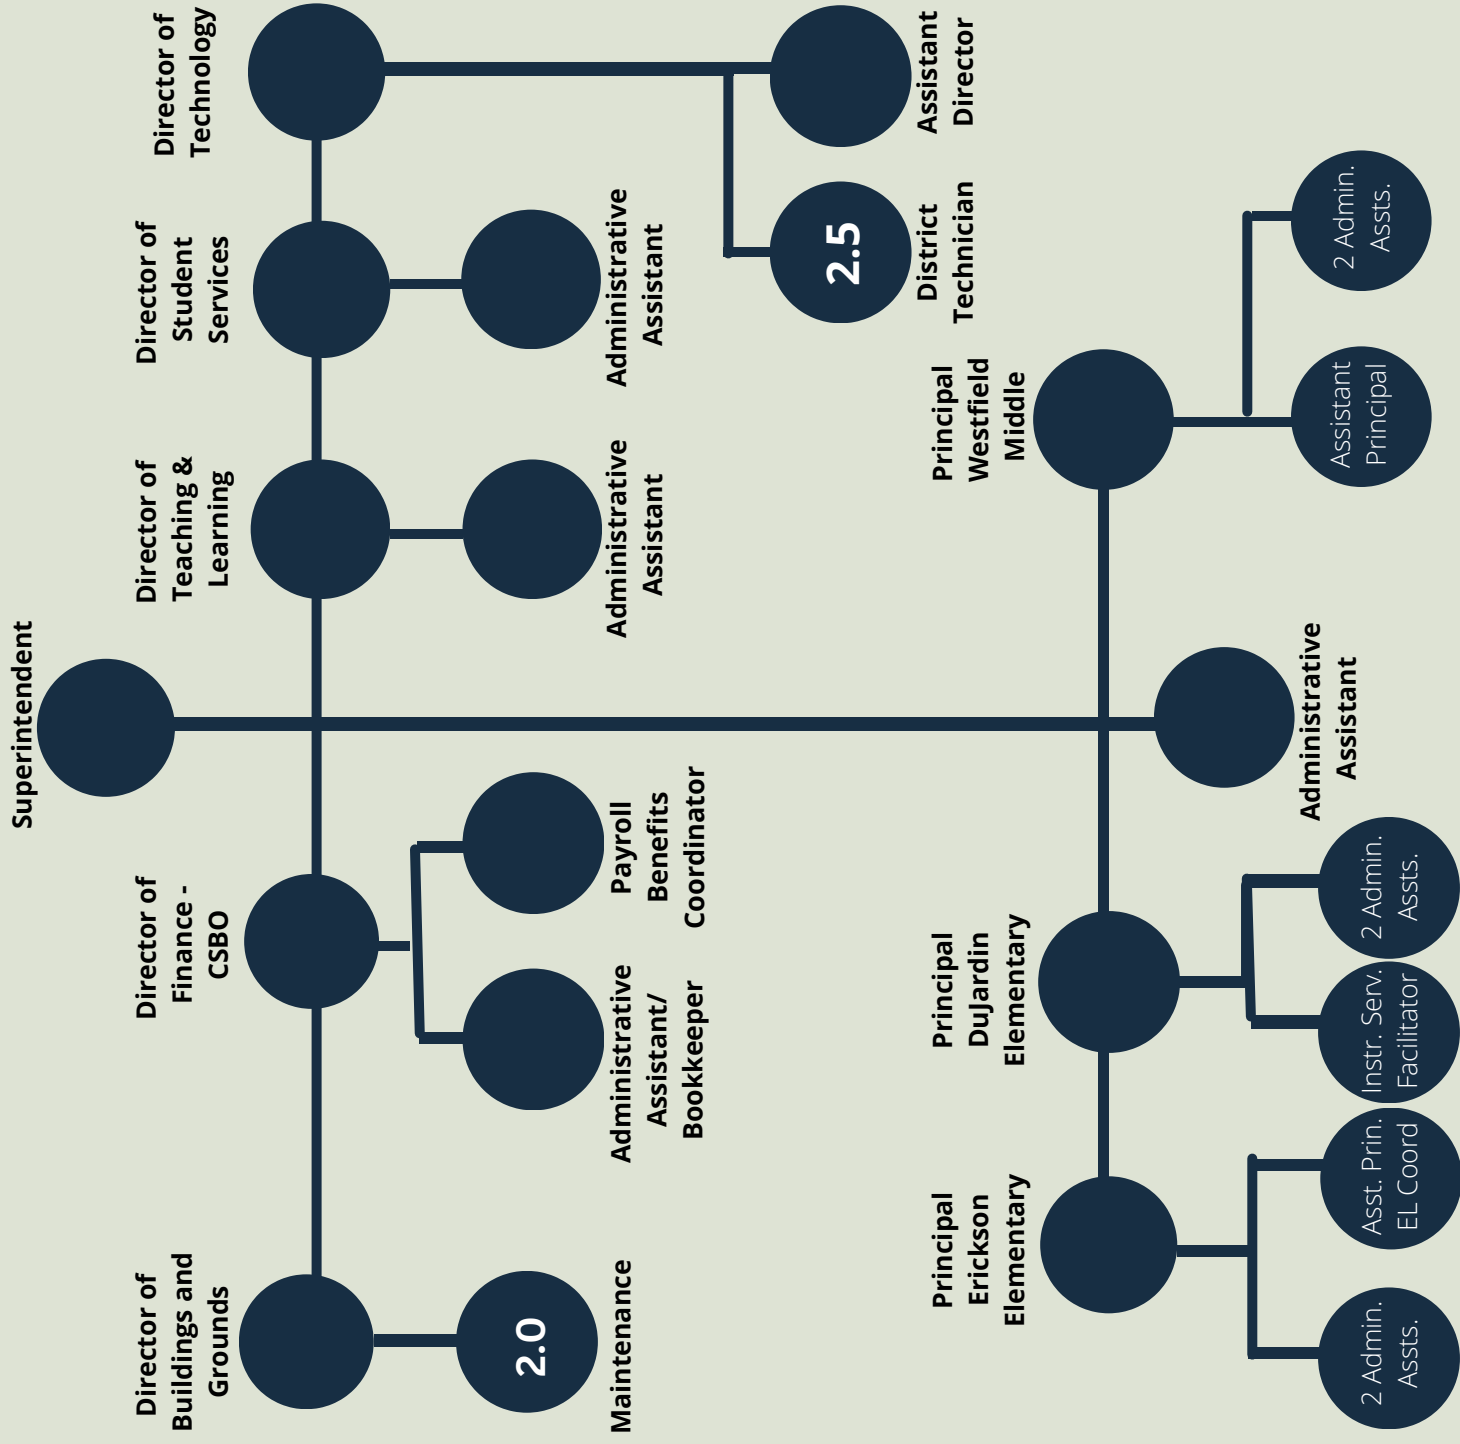 Superintendent
Director of
Buildings and
Grounds
Director of
Finance -
CSBO
Director of
Teaching &
Learning
Director of
Student
Services
Director of
Technology
2.0
Maintenance
Administrative
Assistant/
Bookkeeper
Payroll
Benefits
Coordinator
Administrative
Assistant
Administrative
Assistant
2.5
District
Technician
Assistant
Director
Principal
Erickson
Elementary
Principal
DuJardin
Elementary
Principal
Westfield
Middle
Administrative
Assistant
2 Admin.
Assts.
Asst. Prin.
EL Coord
Instr. Serv.
Facilitator
2 Admin.
Assts.
Assistant
Principal
2 Admin.
Assts.